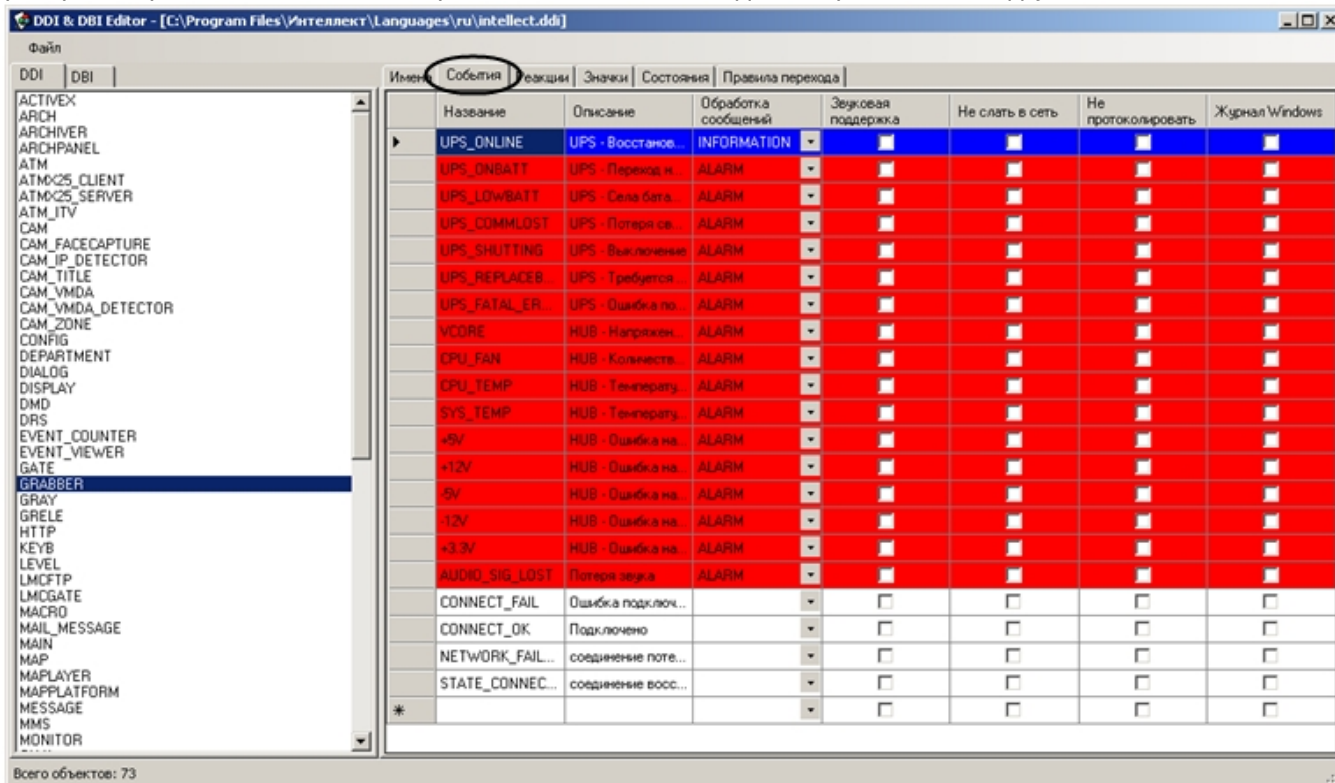 DDI & DBI Editor - [C:\Program Files\Интеллект\Languages\ru\intellect.ddi]
Файл
DDI DBI
ACTIVEX
ARCH
ARCHIVER
ARCHPANEL
ATM
ATMX25_CLIENT
ATMX25_SERVER
ATM_ITV
CAM
CAM_FACECAPTURE
CAM_IP_DETECTOR
CAM_TITLE
CAM_VMDA
CAM_VMDA_DETECTOR
CAM_ZONE
CONFIG
DEPARTMENT
DIALOG
DISPLAY
DMD
DRS
EVENT_COUNTER
EVENT_VIEWER
GATE
GRABBER
GRAY
GRELE
HTTP
KEYB
LEVEL
LMCFTP
LMCGATE
MACRO
MAIL_MESSAGE
MAIN
MAP
MAPLAYER
MAPPLATFORM
MESSAGE
MMS
MONITOR
Имена События Реакции Значки Состояния Правила перехода
Название Описание Обработка сообщений Звуковая поддержка Не слать в сеть Не протоколировать Журнал Windows
UPS_ONLINE UPS - Восстанов... INFORMATION
UPS_ONBATT UPS - Переход н... ALARM
UPS_LOWBATT UPS - Села бата... ALARM
UPS_COMMLOST UPS - Потеря св... ALARM
UPS_SHUTTING UPS - Выключение ALARM
UPS_REPLACEB... UPS - Требуется ... ALARM
UPS_FATAL_ER... UPS - Ошибка по... ALARM
VCORE HUB - Напряжен... ALARM
CPU_FAN HUB - Количеств... ALARM
CPU_TEMP HUB - Температу... ALARM
SYS_TEMP HUB - Температу... ALARM
+5V HUB - Ошибка на... ALARM
+12V HUB - Ошибка на... ALARM
-5V HUB - Ошибка на... ALARM
-12V HUB - Ошибка на... ALARM
+3.3V HUB - Ошибка на... ALARM
AUDIO_SIG_LOST Потеря звука ALARM
CONNECT_FAIL Ошибка подключ...
CONNECT_OK Подключено
NETWORK_FAIL... соединение поте...
STATE_CONNEC... соединение восс...
Всего объектов: 73